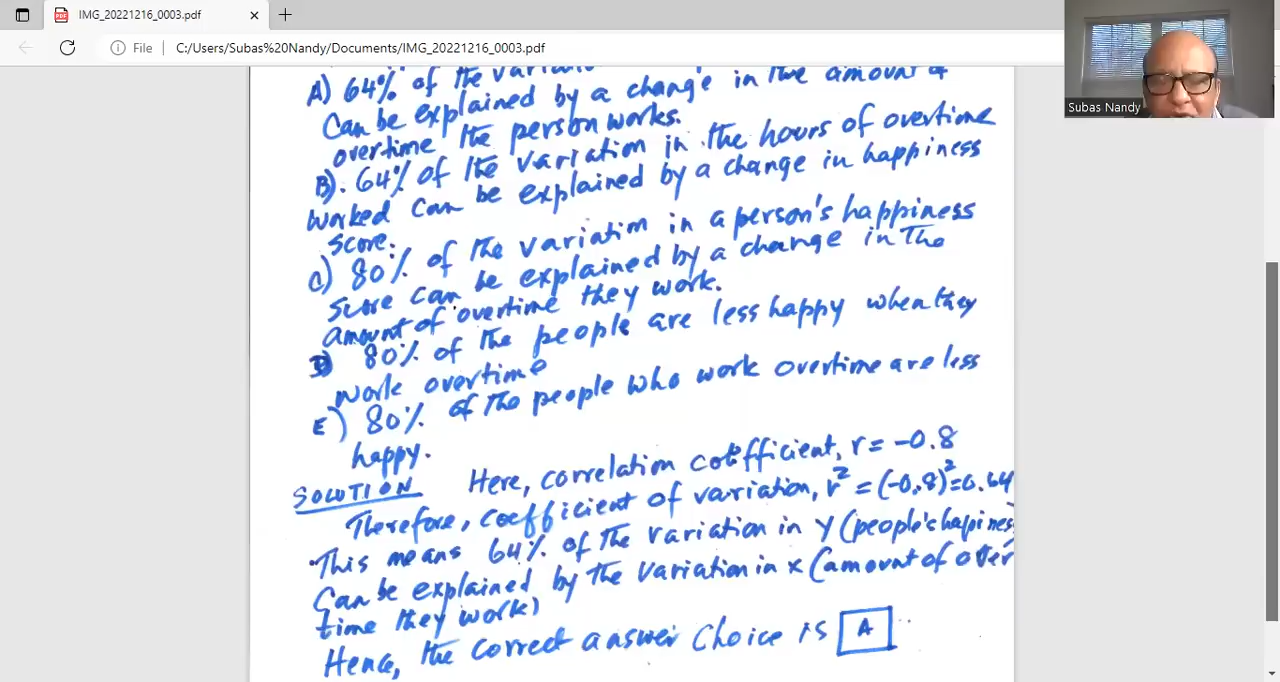 IMG_20221216_0003.pdf
File C:/Users/Subas%20Nandy/Documents/IMG_20221216_0003.pdf
Subas Nandy
A) 64% of the
can be explained by a change in the amount of
overtime the person works.
B). 64% of the variation in the hours of overtime
worked can be explained by a change in happiness
score.
C) 80% of the variation in a person's happiness
score can be explained by a change in the
amount of overtime they work.
D 80% of the people are less happy when they
work overtime
E) 80% of the people who work overtime are less
happy.
SOLUTION Here, correlation coefficient, r = -0.8
Therefore, coefficient of variation, r² = (-0.8)² = 0.64
This means 64% of the variation in y (people's hapines
can be explained by the variation in x (amount of over
time they work)
Hence, the correct answer choice is A